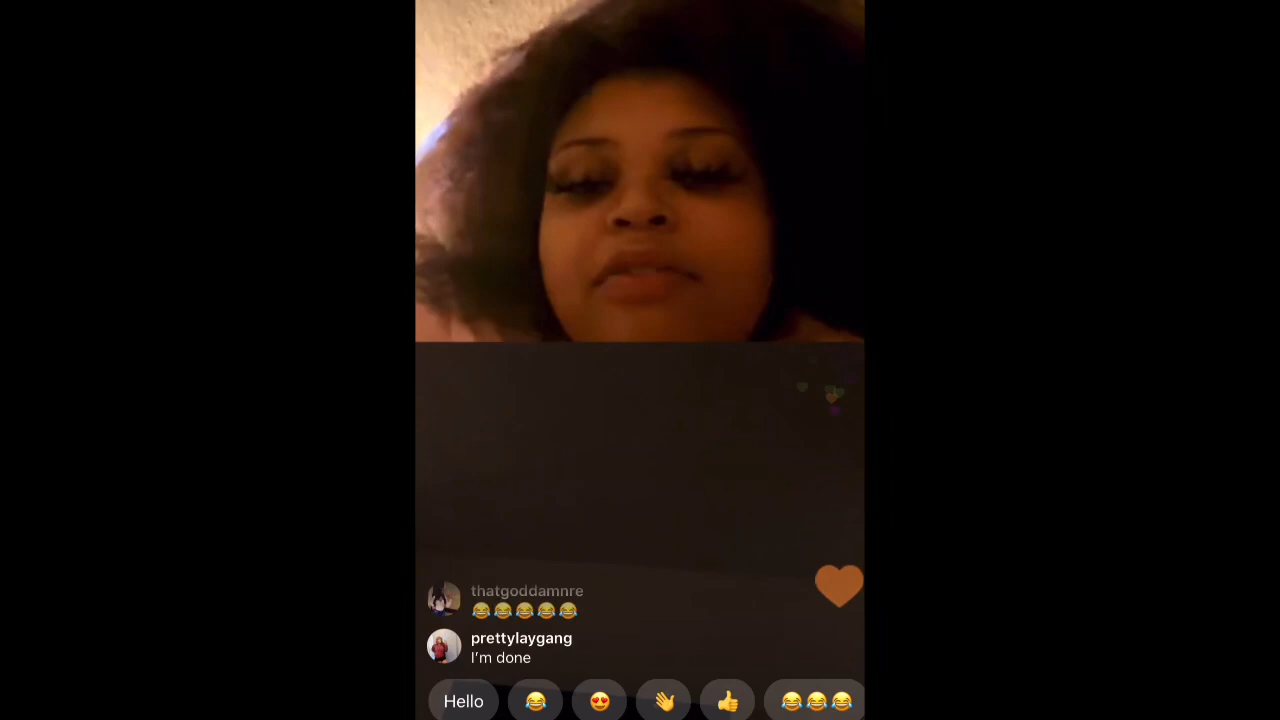 thatgoddamnre
😂😂😂😂😂
prettylaygang
I'm done
Hello 😂 😍 👋 👍 😂😂😂